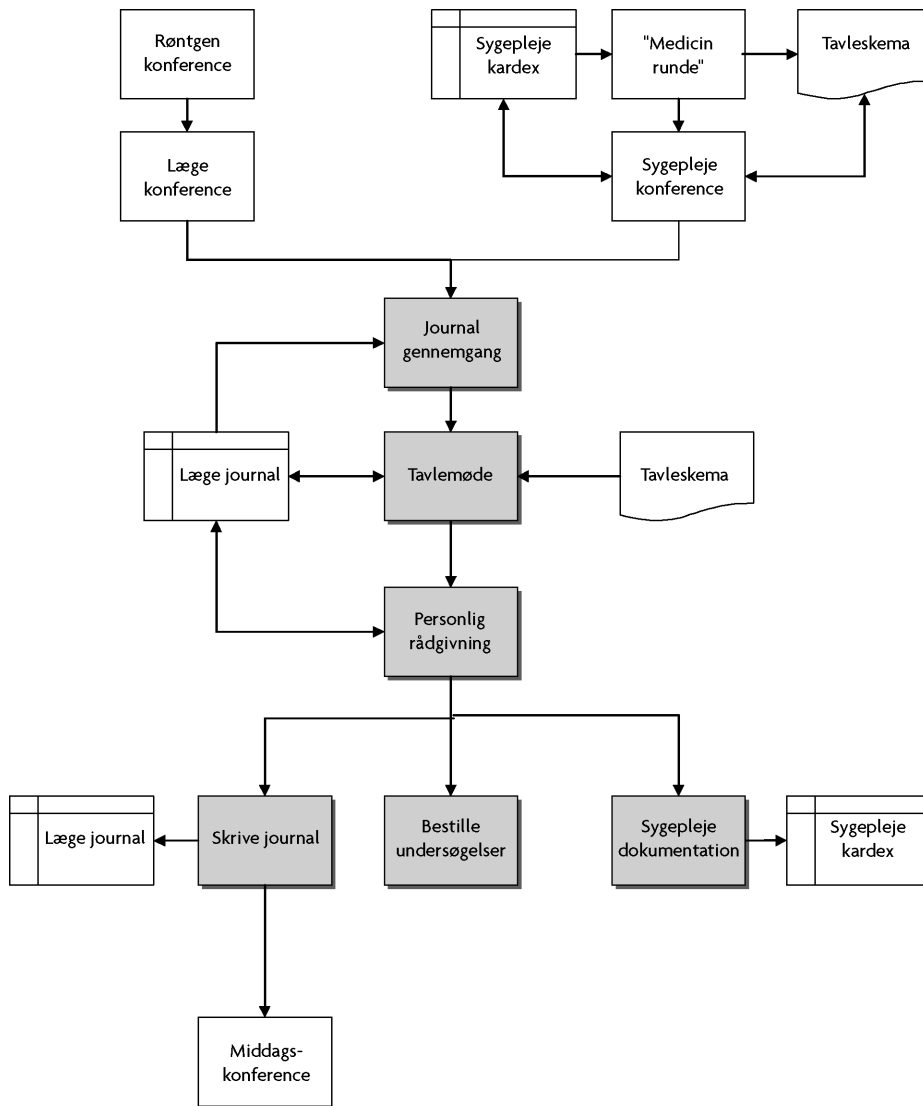 Røntgen
konference
Sygepleje
kardex
"Medicin
runde"
Tavleskema
Læge
konference
Sygepleje
konference
Journal
gennemgang
Læge journal
Tavlemøde
Tavleskema
Personlig
rådgivning
Læge journal
Skrive journal
Bestille
undersøgelser
Sygepleje
dokumentation
Sygepleje
kardex
Middags-
konference